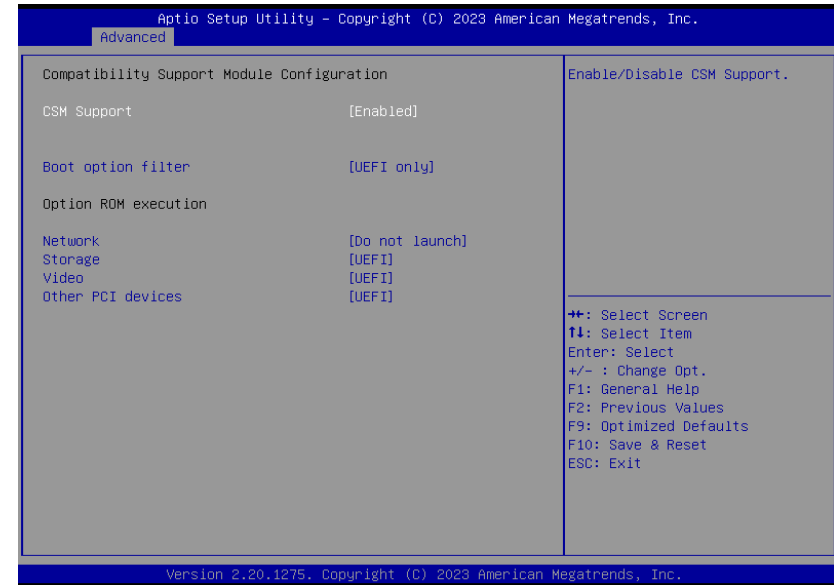 Aptio Setup Utility – Copyright (C) 2023 American Megatrends, Inc.
Advanced
Compatibility Support Module Configuration
CSM Support [Enabled]
Boot option filter [UEFI only]
Option ROM execution
Network [Do not launch]
Storage [UEFI]
Video [UEFI]
Other PCI devices [UEFI]
Enable/Disable CSM Support.
→←: Select Screen
↑↓: Select Item
Enter: Select
+/- : Change Opt.
F1: General Help
F2: Previous Values
F9: Optimized Defaults
F10: Save & Reset
ESC: Exit
Version 2.20.1275. Copyright (C) 2023 American Megatrends, Inc.